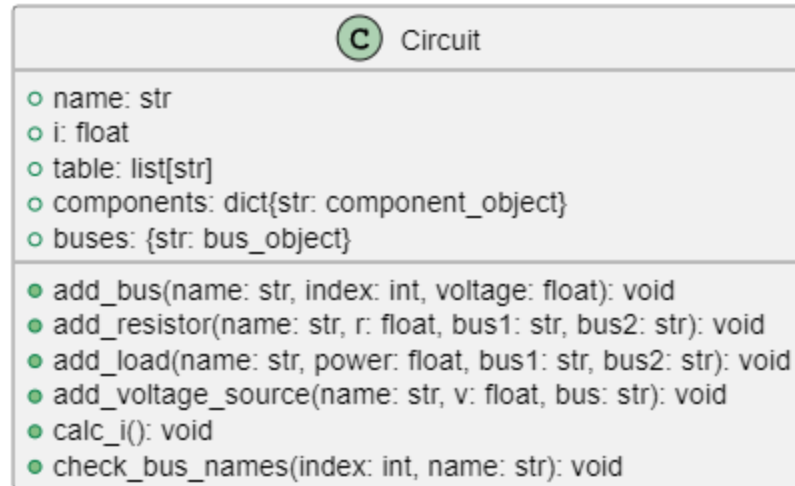 C Circuit
name: str
i: float
table: list[str]
components: dict{str: component_object}
buses: {str: bus_object}
add_bus(name: str, index: int, voltage: float): void
add_resistor(name: str, r: float, bus1: str, bus2: str): void
add_load(name: str, power: float, bus1: str, bus2: str): void
add_voltage_source(name: str, v: float, bus: str): void
calc_i(): void
check_bus_names(index: int, name: str): void